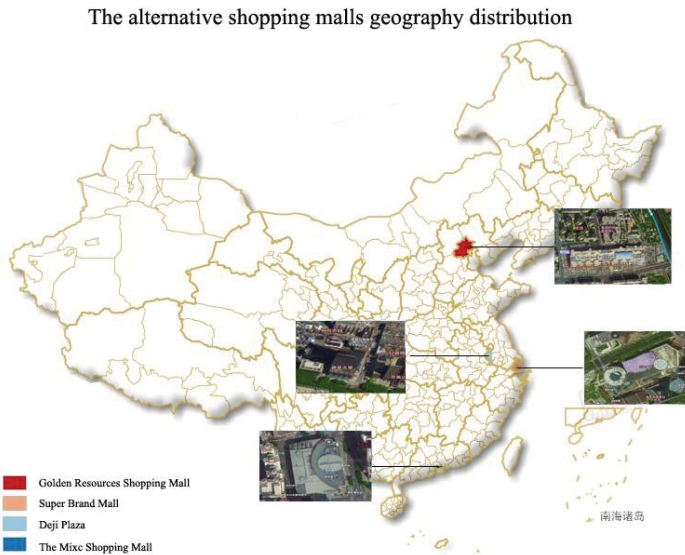 The alternative shopping malls geography distribution
南海诸岛
Golden Resources Shopping Mall
Super Brand Mall
Deji Plaza
The Mixc Shopping Mall